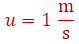 u = 1 m/s